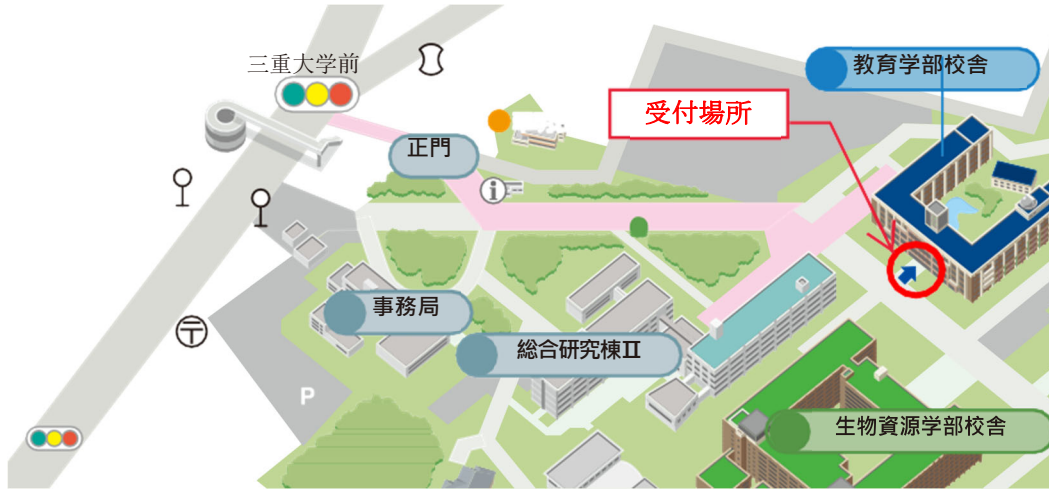 三重大学前
教育学部校舎
受付場所
正門
i
〒
事務局
総合研究棟Ⅱ
P
生物資源学部校舎